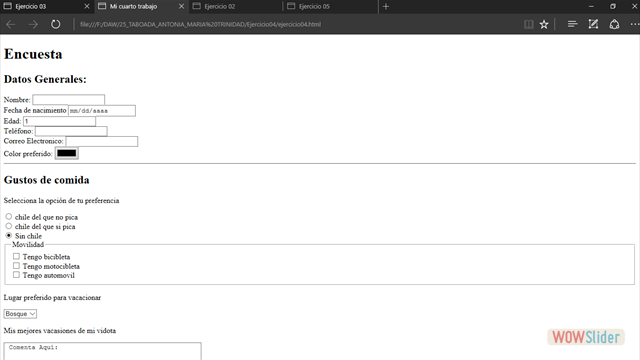 Ejercicio 03
Mi cuarto trabajo
Ejercicio 02
Ejercicio 05
file:///F:/DAW/25_TABOADA_ANTONIA_MARIA%20TRINIDAD/Ejercicio04/ejercicio04.html
Encuesta
Datos Generales:
Nombre:
Fecha de nacimiento mm/dd/aaaa
Edad: 1
Teléfono:
Correo Electronico:
Color preferido:
Gustos de comida
Selecciona la opción de tu preferencia
chile del que no pica
chile del que si pica
Sin chile
Movilidad
Tengo bicibleta
Tengo motocibleta
Tengo automovil
Lugar preferido para vacacionar
Bosque
Mis mejores vacasiones de mi vidota
Comenta Aqui:
WOWSlider